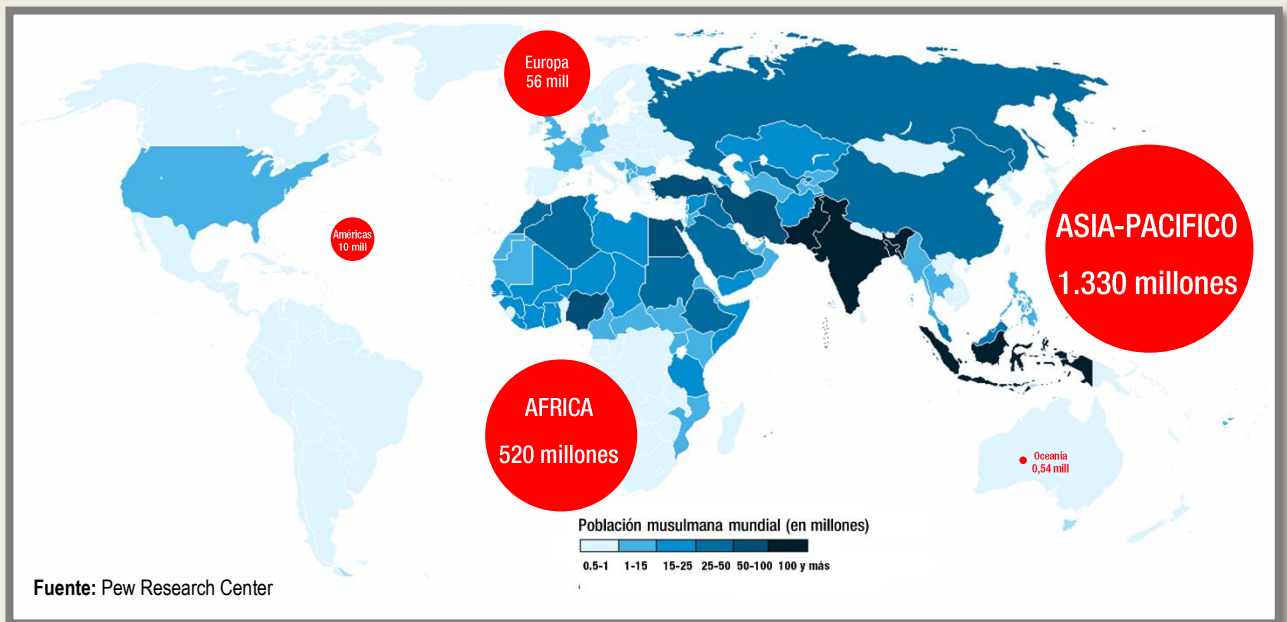 Europa
56 mill
ASIA-PACIFICO
1.330 millones
Américas
10 mill
AFRICA
520 millones
Oceanía
0,54 mill
Población musulmana mundial (en millones)
0.5-1 1-15 15-25 25-50 50-100 100 y más
Fuente: Pew Research Center